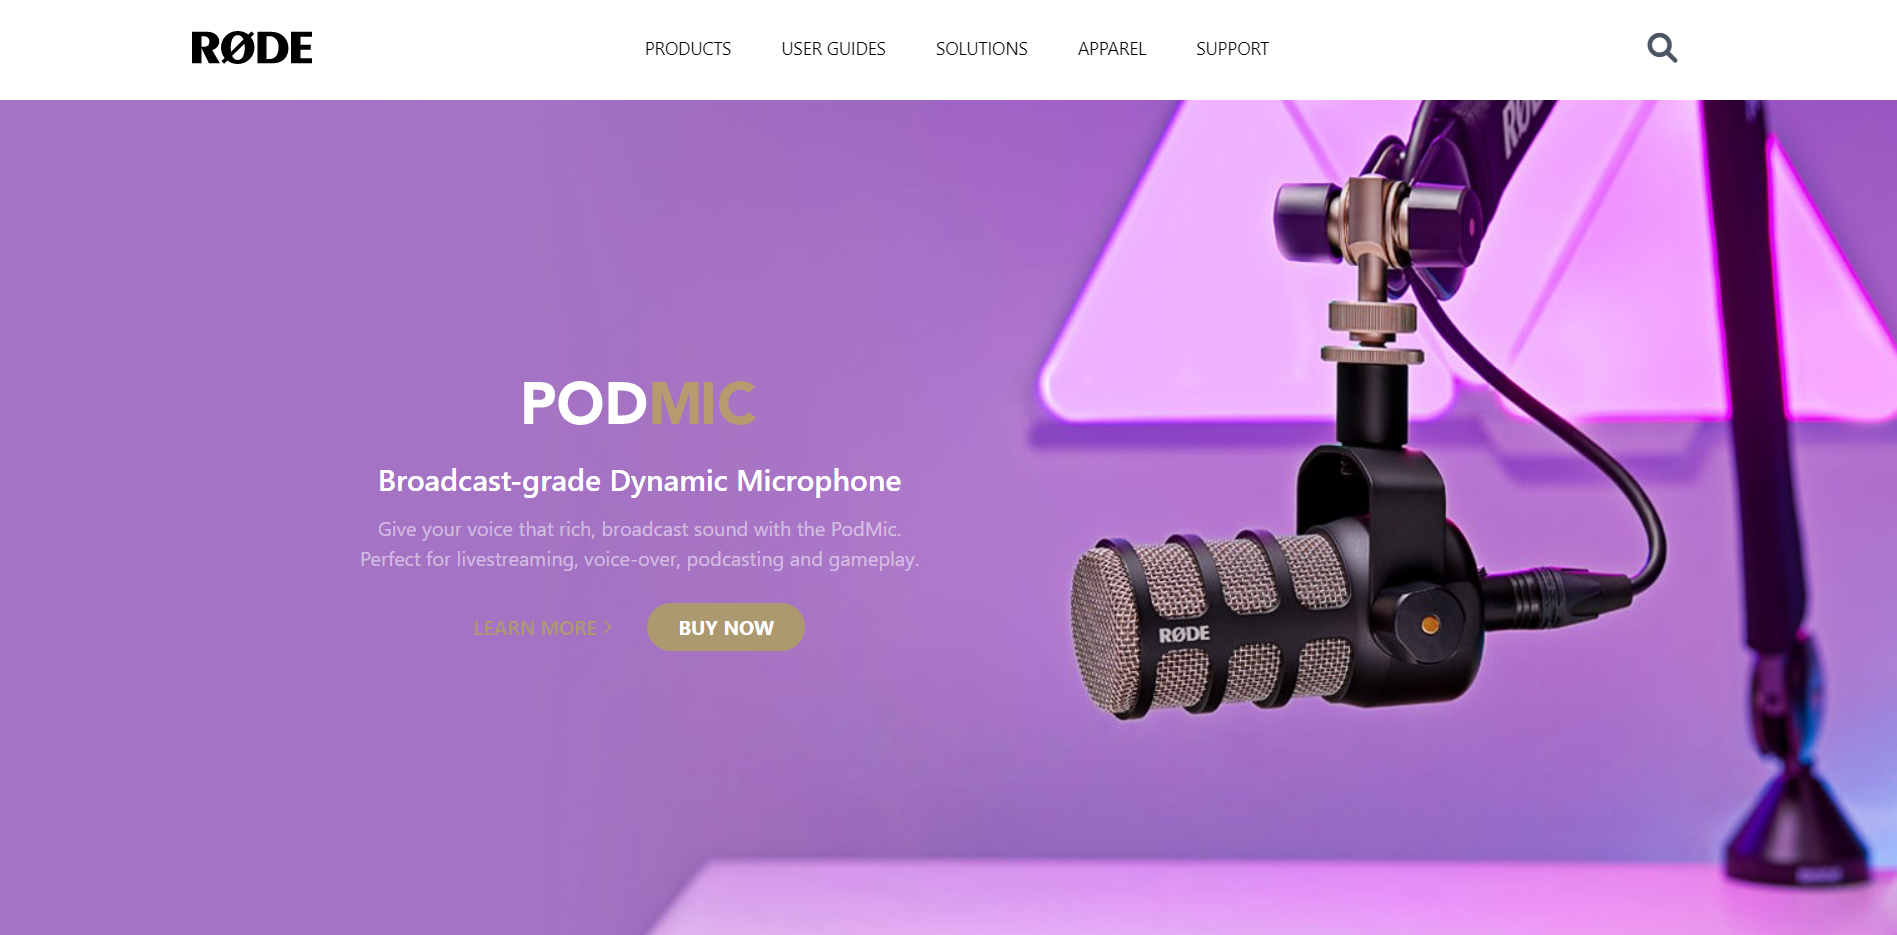 RØDE
PRODUCTS USER GUIDES SOLUTIONS APPAREL SUPPORT
RØDE
PODMIC
Broadcast-grade Dynamic Microphone
Give your voice that rich, broadcast sound with the PodMic.
Perfect for livestreaming, voice-over, podcasting and gameplay.
LEARN MORE
BUY NOW
RØDE